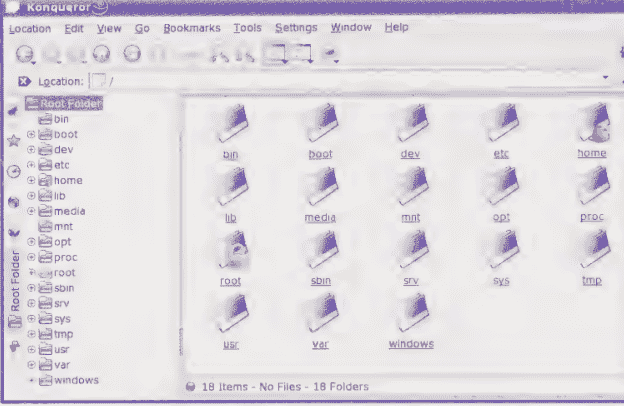 Konqueror
Location Edit View Go Bookmarks Tools Settings Window Help
Location: /
Root Folder
bin
boot
dev
etc
home
lib
media
mnt
opt
proc
root
sbin
srv
sys
tmp
usr
var
windows
Root Folder
bin boot dev etc home
lib media mnt opt proc
root sbin srv sys tmp
usr var windows
18 Items - No Files - 18 Folders